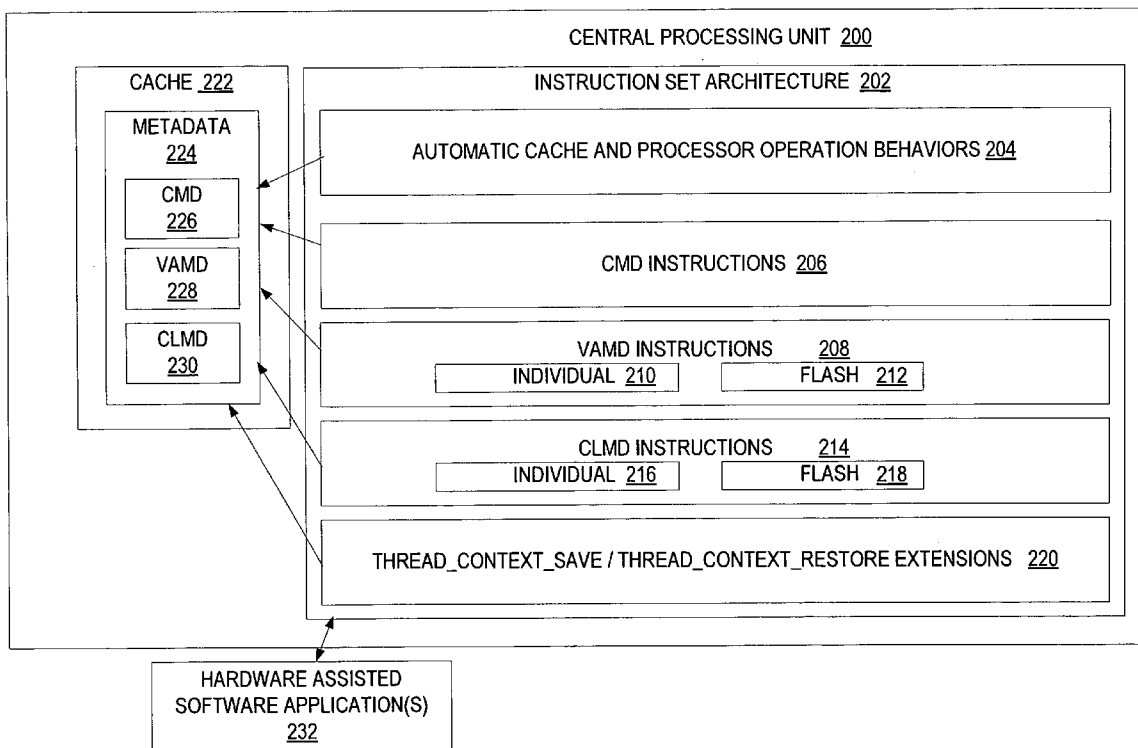 CENTRAL PROCESSING UNIT 200
CACHE 222
METADATA
224
CMD
226
VAMD
228
CLMD
230
INSTRUCTION SET ARCHITECTURE 202
AUTOMATIC CACHE AND PROCESSOR OPERATION BEHAVIORS 204
CMD INSTRUCTIONS 206
VAMD INSTRUCTIONS 208
INDIVIDUAL 210 FLASH 212
CLMD INSTRUCTIONS 214
INDIVIDUAL 216 FLASH 218
THREAD_CONTEXT_SAVE / THREAD_CONTEXT_RESTORE EXTENSIONS 220
HARDWARE ASSISTED
SOFTWARE APPLICATION(S)
232